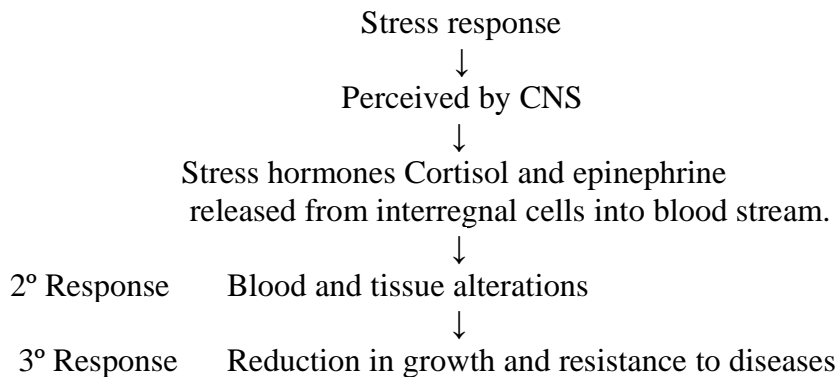 Stress response
↓
Perceived by CNS
↓
Stress hormones Cortisol and epinephrine
released from interregnal cells into blood stream.
↓
2º Response Blood and tissue alterations
↓
3º Response Reduction in growth and resistance to diseases